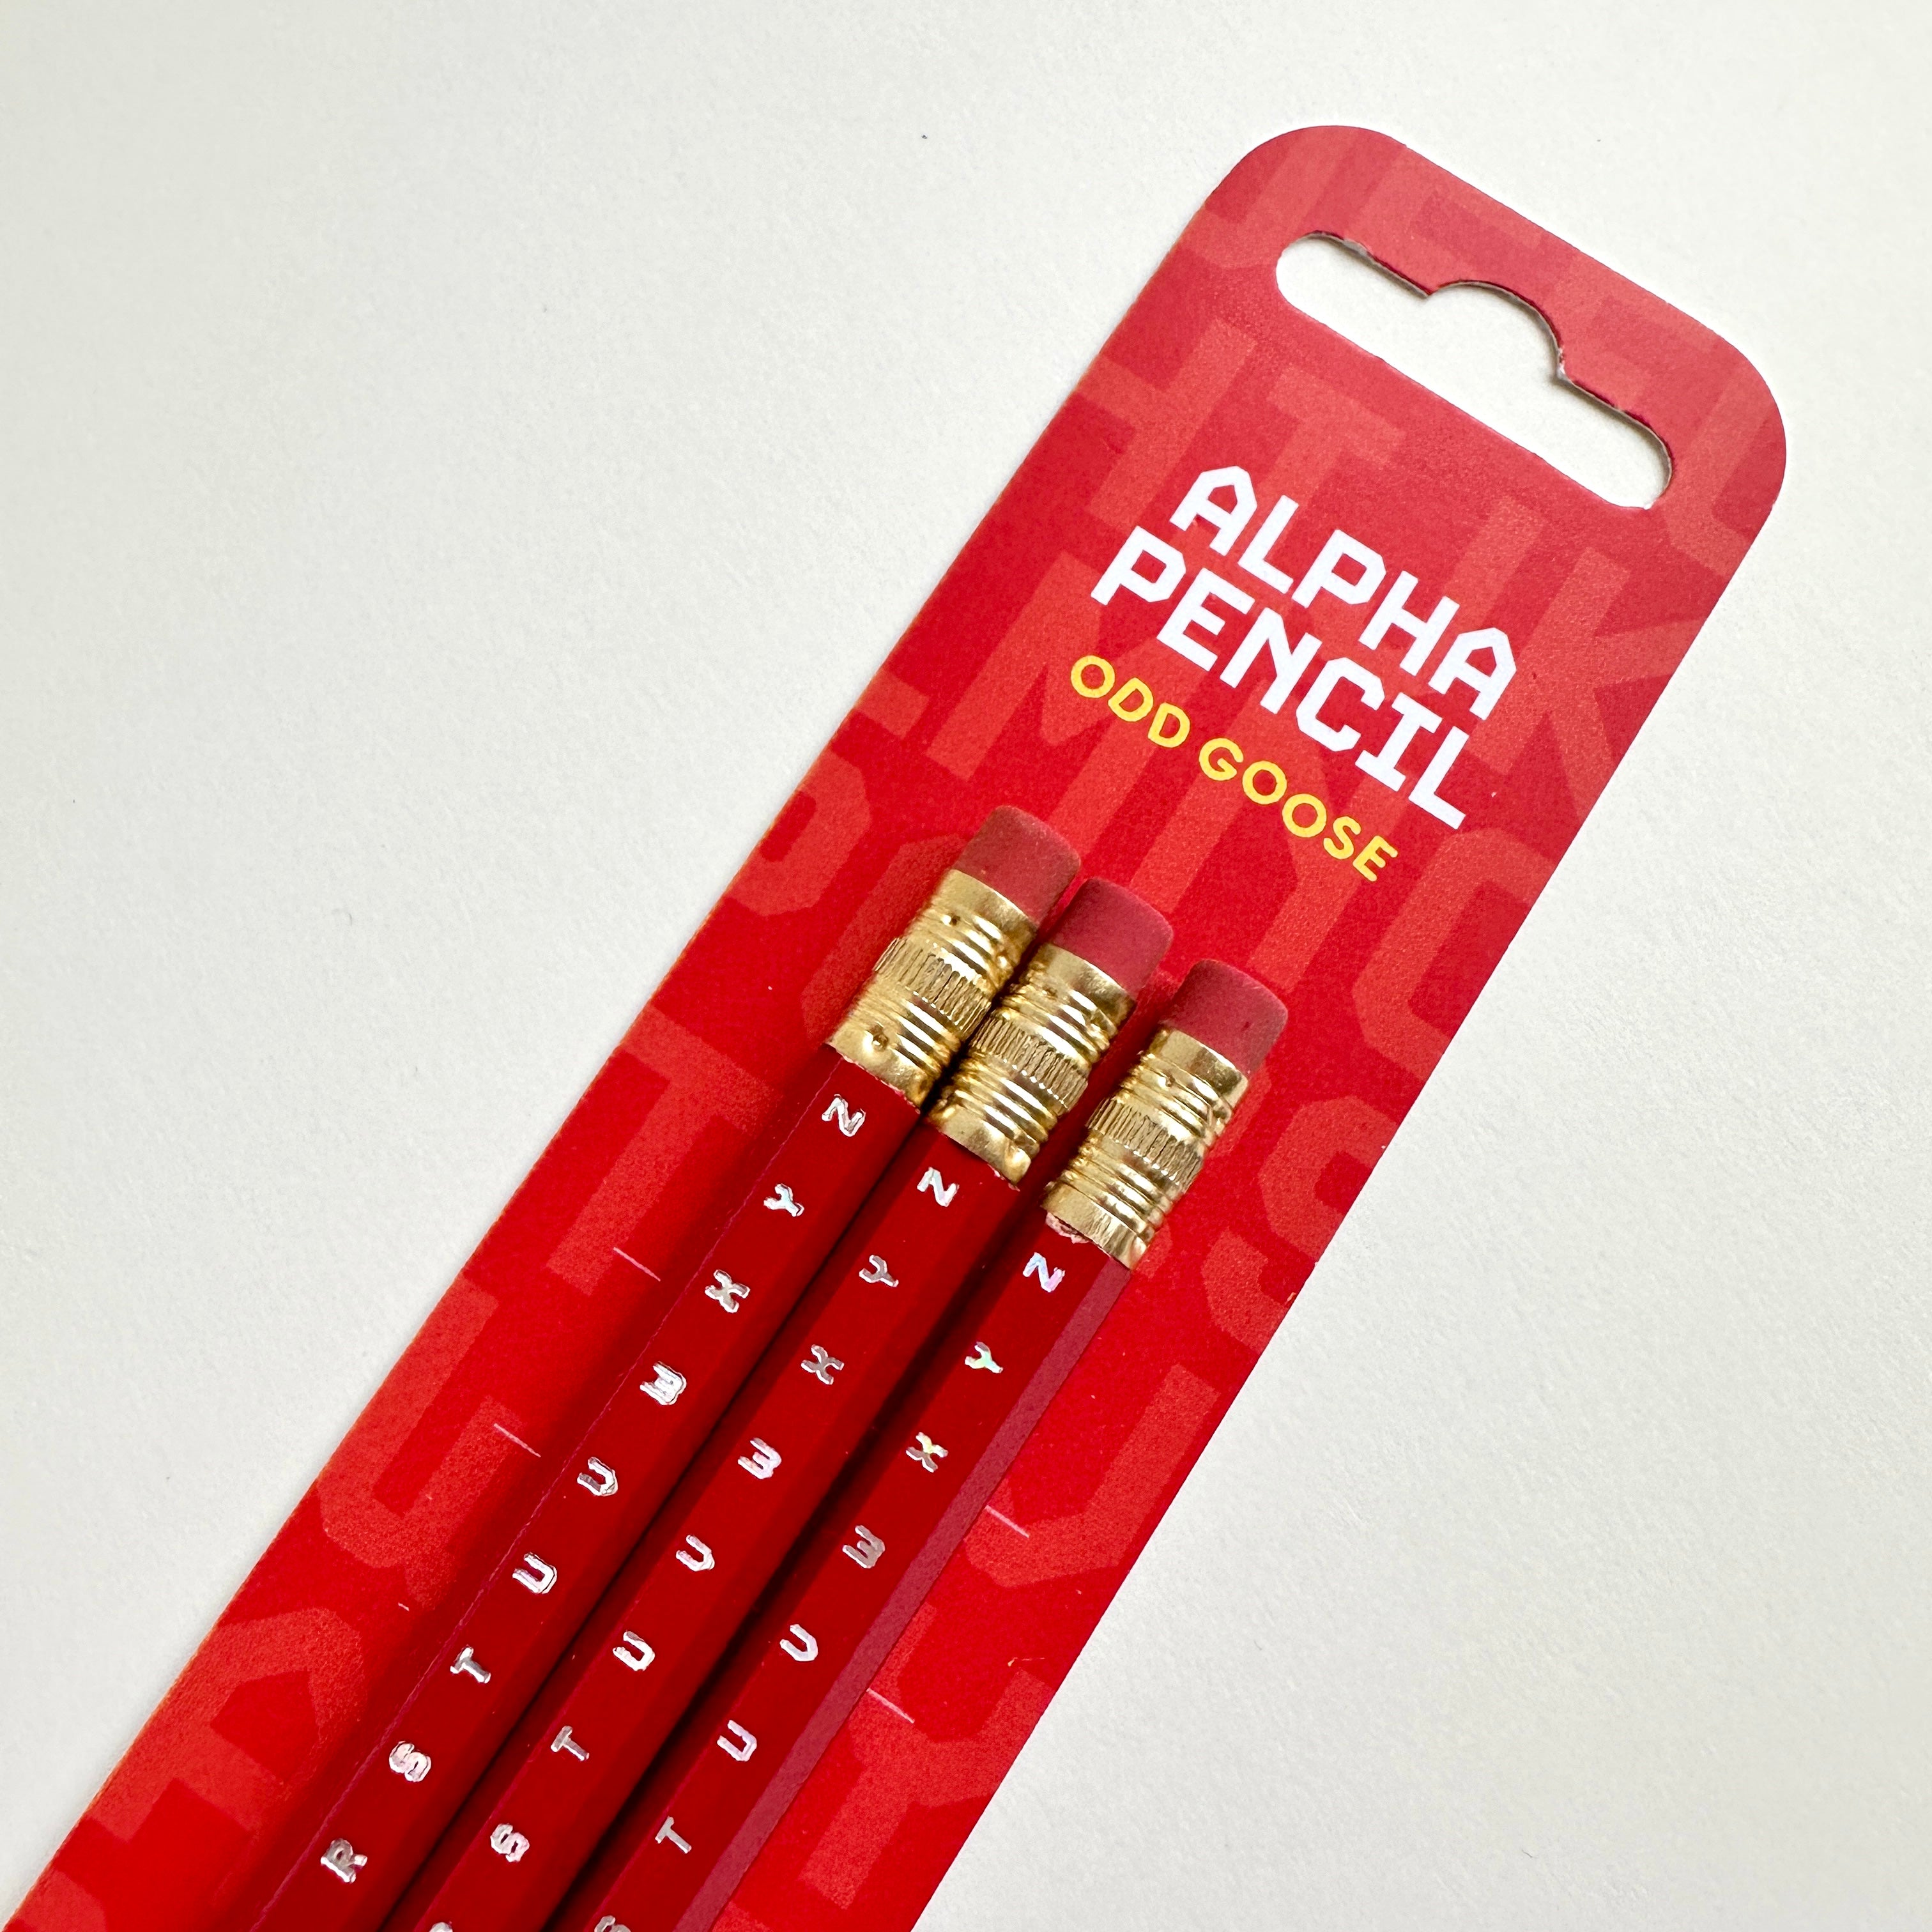 ALPHA
PENCIL
ODD GOOSE
R S T U V W X Y Z
S T U V W X Y Z
S T U V W X Y Z